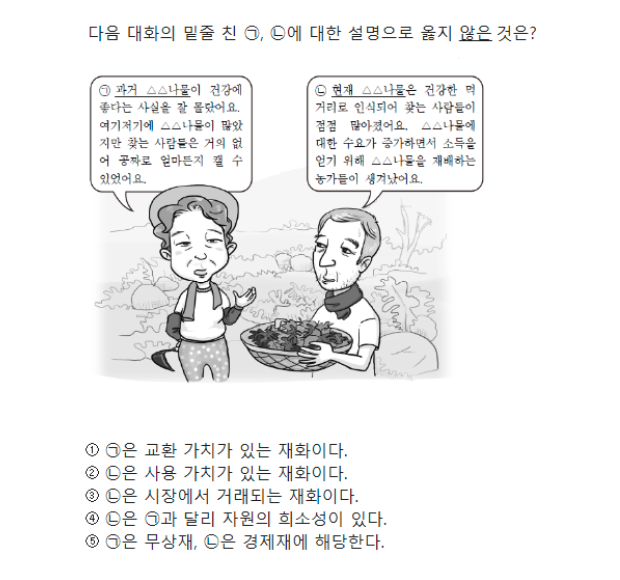 다음 대화의 밑줄 친 ㉠, ㉡에 대한 설명으로 옳지 않은 것은?
㉠ 과거 △△나물이 건강에
좋다는 사실을 잘 몰랐어요.
여기저기에 △△나물이 많았
지만 찾는 사람들은 거의 없
어 공짜로 얼마든지 캘 수
있었어요.
㉡ 현재 △△나물은 건강한 먹
거리로 인식되어 찾는 사람들이
점점 많아졌어요. △△나물에
대한 수요가 증가하면서 소득을
얻기 위해 △△나물을 재배하는
농가들이 생겨났어요.
① ㉠은 교환 가치가 있는 재화이다.
② ㉡은 사용 가치가 있는 재화이다.
③ ㉡은 시장에서 거래되는 재화이다.
④ ㉡은 ㉠과 달리 자원의 희소성이 있다.
⑤ ㉠은 무상재, ㉡은 경제재에 해당한다.